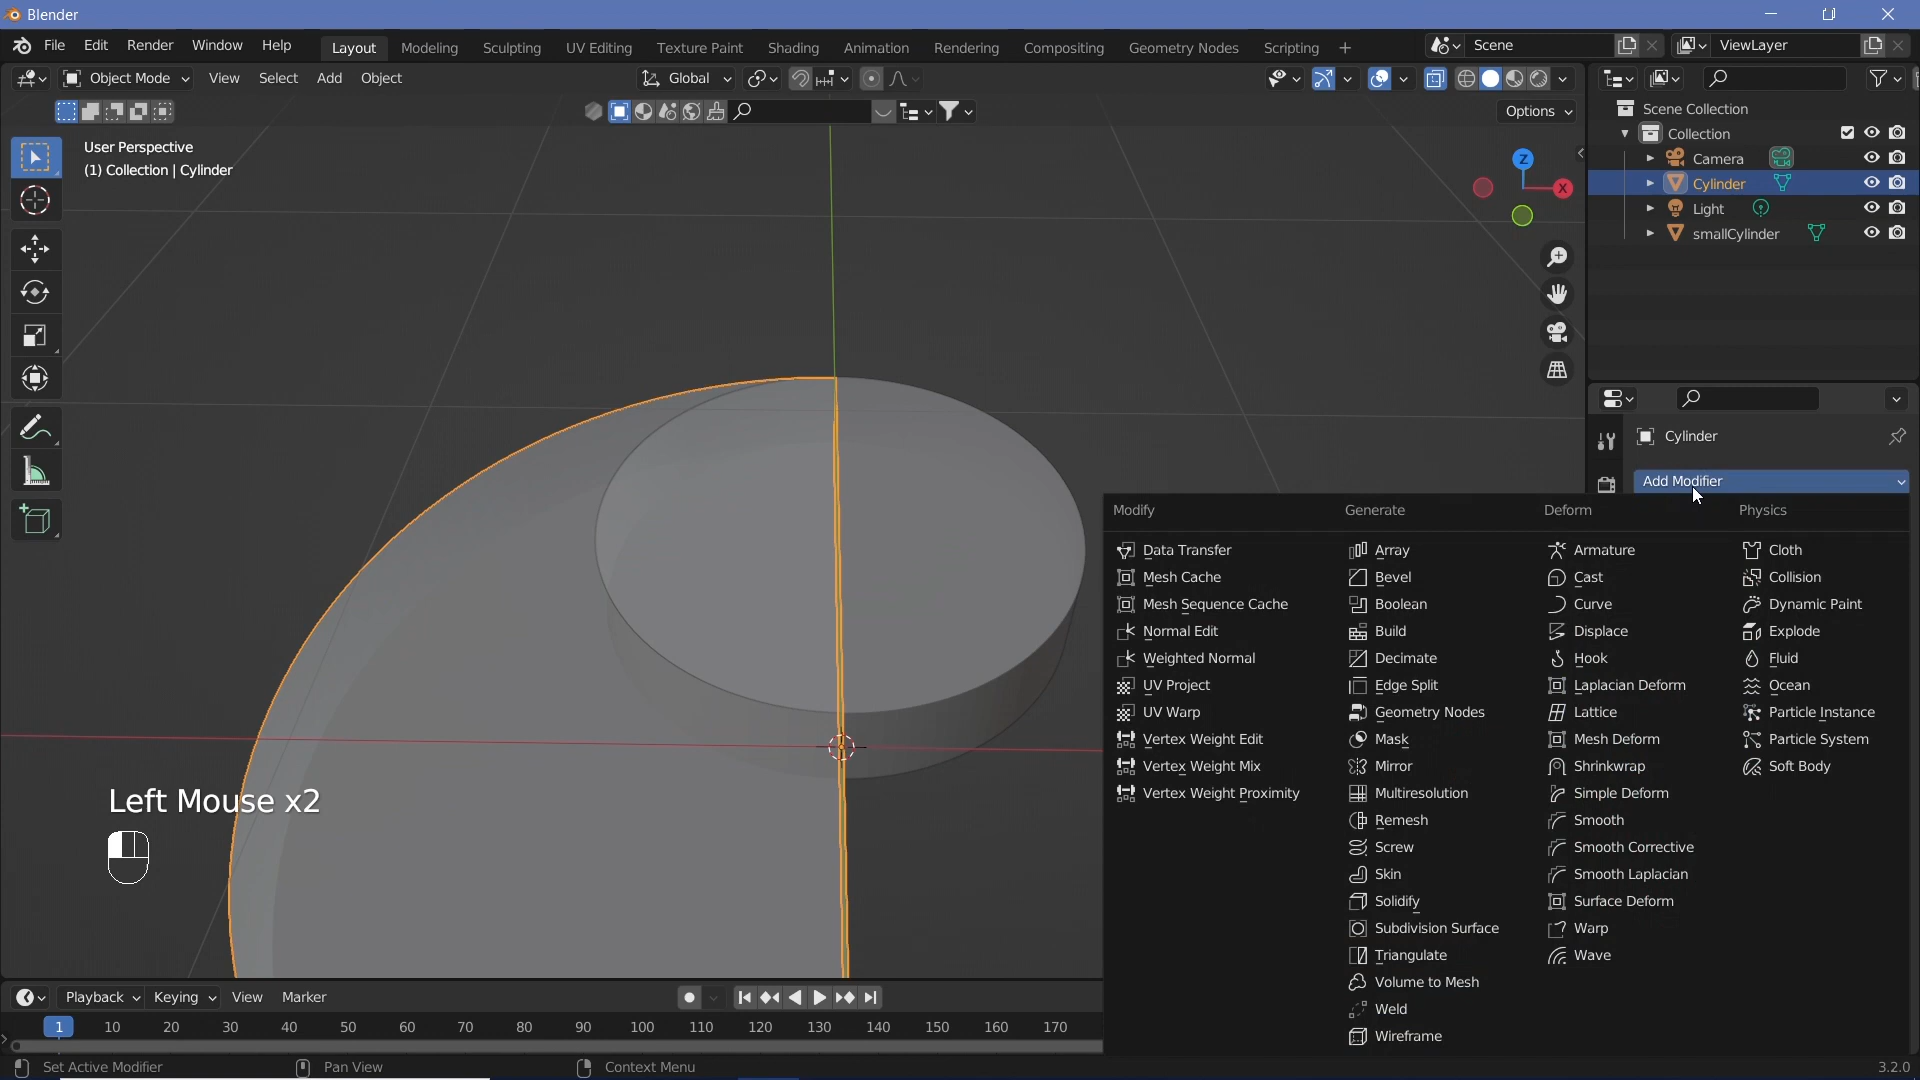 Blender
File Edit Render Window Help Layout Modeling Sculpting UV Editing Texture Paint Shading Animation Rendering Compositing Geometry Nodes Scripting + Scene ViewLayer
Object Mode View Select Add Object Global
Options
User Perspective
(1) Collection | Cylinder
Z
X
Scene Collection
Collection
Camera
Cylinder
Light
smallCylinder
Cylinder
Add Modifier
Modify Generate Deform Physics
Data Transfer Array Armature Cloth
Mesh Cache Bevel Cast Collision
Mesh Sequence Cache Boolean Curve Dynamic Paint
Normal Edit Build Displace Explode
Weighted Normal Decimate Hook Fluid
UV Project Edge Split Laplacian Deform Ocean
UV Warp Geometry Nodes Lattice Particle Instance
Vertex Weight Edit Mask Mesh Deform Particle System
Vertex Weight Mix Mirror Shrinkwrap Soft Body
Vertex Weight Proximity Multiresolution Simple Deform
Remesh Smooth
Screw Smooth Corrective
Skin Smooth Laplacian
Solidify Surface Deform
Subdivision Surface Warp
Triangulate Wave
Volume to Mesh
Weld
Wireframe
Left Mouse x2
Playback Keying View Marker
1 10 20 30 40 50 60 70 80 90 100 110 120 130 140 150 160 170
Set Active Modifier Pan View Context Menu 3.2.0